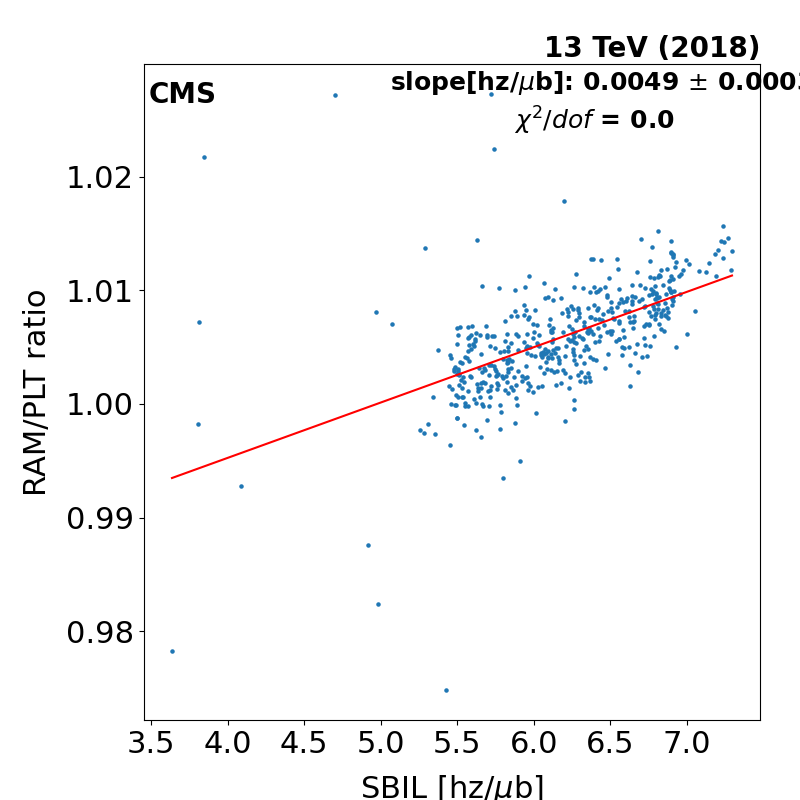 13 TeV (2018)
CMS
slope[hz/μb]: 0.0049 ± 0.0003
χ²/dof = 0.0
RAM/PLT ratio
1.02
1.01
1.00
0.99
0.98
3.5 4.0 4.5 5.0 5.5 6.0 6.5 7.0
SBIL [hz/μb]